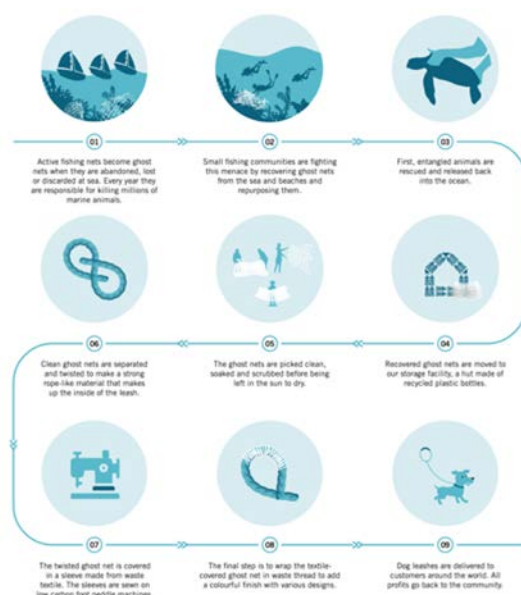 01
Active fishing nets become ghost
nets when they are abandoned, lost
or discarded at sea. Every year they
are responsible for killing millions of
marine animals.
02
Small fishing communities are fighting
this menace by recovering ghost nets
from the sea and beaches and
repurposing them.
03
First, entangled animals are
rescued and released back
into the ocean.
04
Recovered ghost nets are moved to
our storage facility, a hut made of
recycled plastic bottles.
05
The ghost nets are picked clean,
soaked and scrubbed before being
left in the sun to dry.
06
Clean ghost nets are separated
and twisted to make a strong
rope-like material that makes
up the inside of the leash.
07
The twisted ghost net is covered
in a sleeve made from waste
textile. The sleeves are sewn on
low carbon foot peddle machines
08
The final step is to wrap the textile-
covered ghost net in waste thread to add
a colourful finish with various designs.
09
Dog leashes are delivered to
customers around the world. All
profits go back to the community.